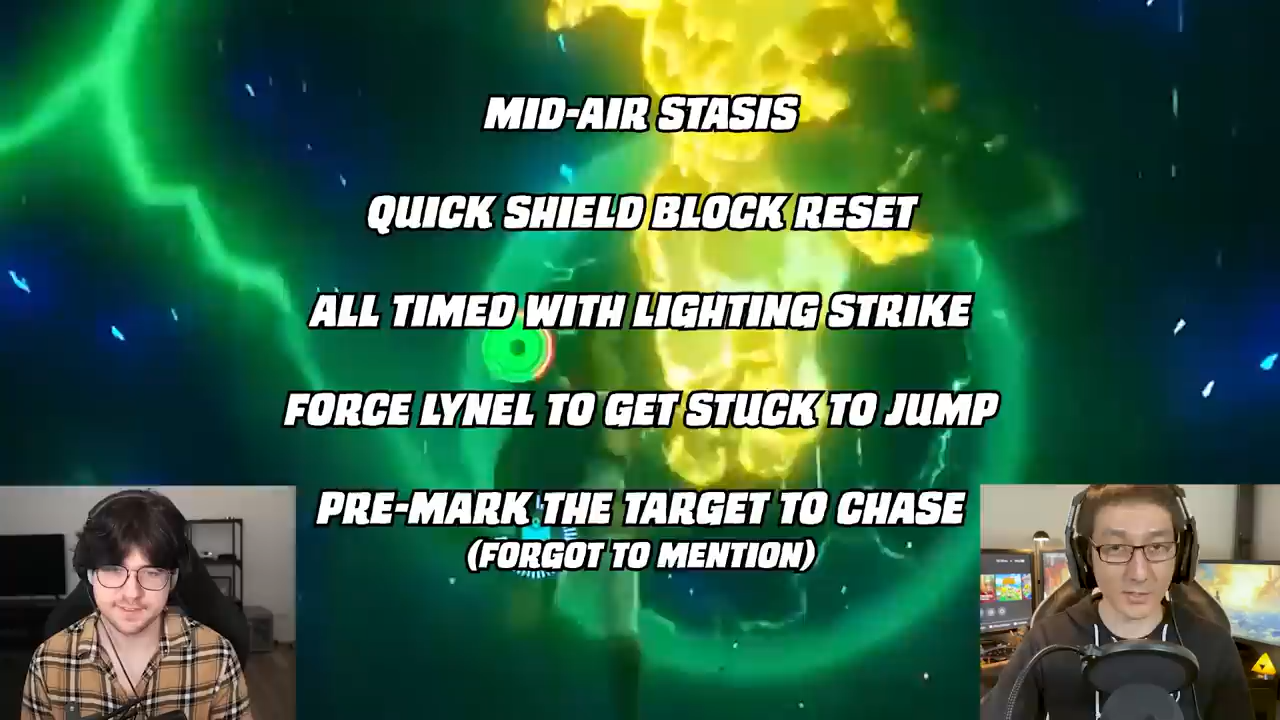 MID-AIR STASIS
QUICK SHIELD BLOCK RESET
ALL TIMED WITH LIGHTING STRIKE
FORCE LYNEL TO GET STUCK TO JUMP
PRE-MARK THE TARGET TO CHASE
(FORGOT TO MENTION)